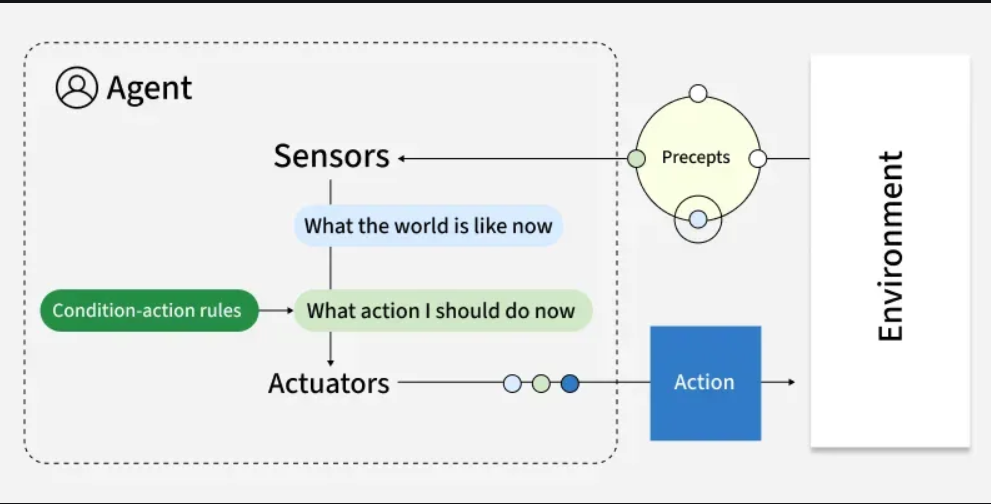 Agent
Sensors
Precepts
What the world is like now
Condition-action rules
What action I should do now
Actuators
Action
Environment